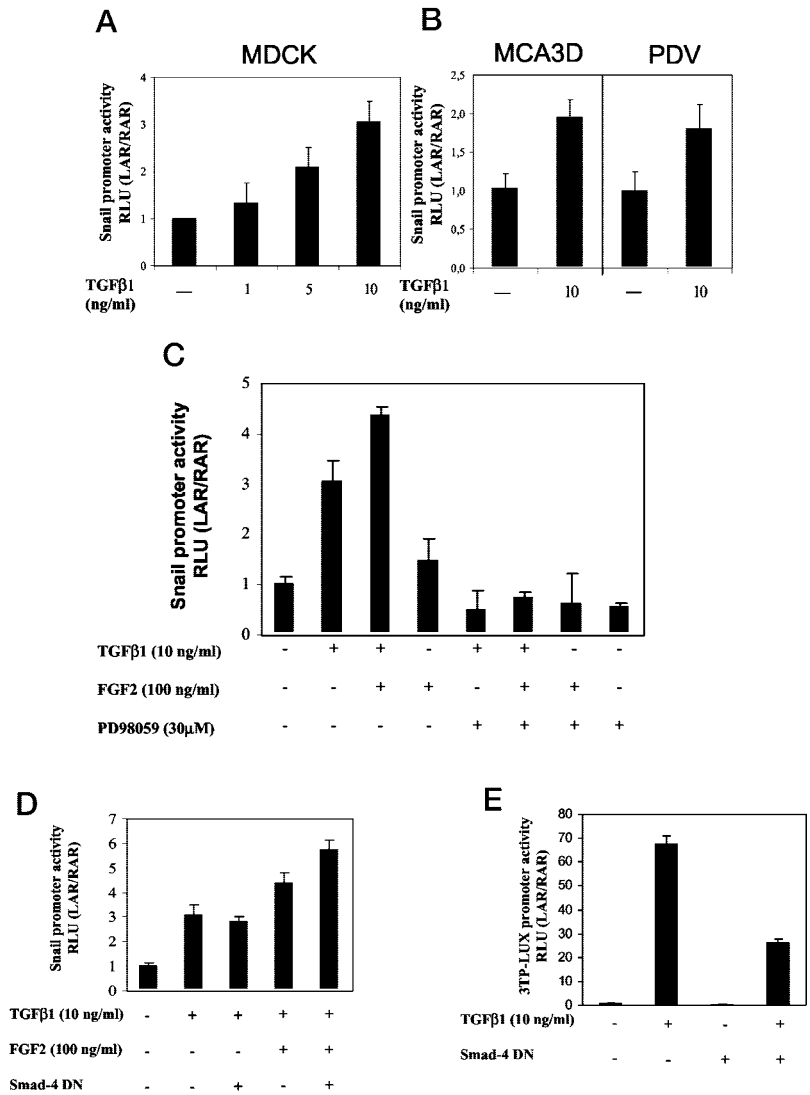 A
MDCK
Snail promoter activity
RLU (LAR/RAR)
4
3
2
1
0
TGFβ1 — 1 5 10
(ng/ml)
B
MCA3D PDV
Snail promoter activity
RLU (LAR/RAR)
2,5
2,0
1,5
1,0
0,5
0,0
TGFβ1 — 10 — 10
(ng/ml)
C
Snail promoter activity
RLU (LAR/RAR)
5
4
3
2
1
0
TGFβ1 (10 ng/ml) - + + - + + - -
FGF2 (100 ng/ml) - - + + - + + -
PD98059 (30µM) - - - - + + + +
D
Snail promoter activity
RLU (LAR/RAR)
7
6
5
4
3
2
1
0
TGFβ1 (10 ng/ml) - + + + +
FGF2 (100 ng/ml) - - - + +
Smad-4 DN - - + - +
E
3TP-LUX promoter activity
RLU (LAR/RAR)
80
70
60
50
40
30
20
10
0
TGFβ1 (10 ng/ml) - + - +
Smad-4 DN - - + +